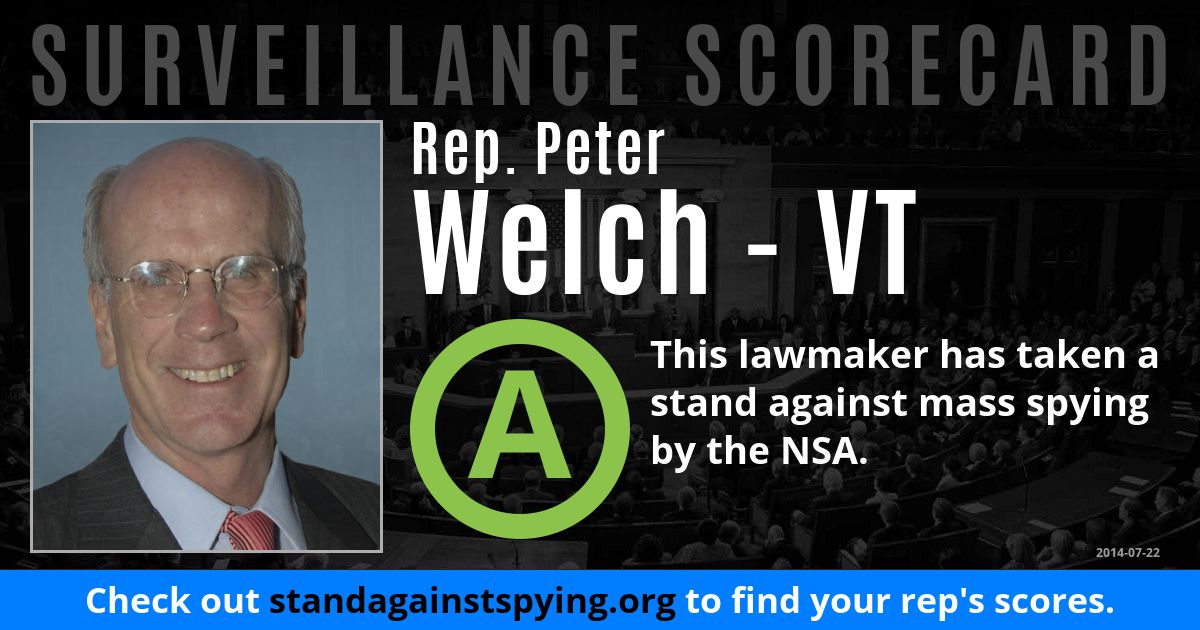 SURVEILLANCE SCORECARD
Rep. Peter
Welch - VT
A
This lawmaker has taken a
stand against mass spying
by the NSA.
2014-07-22
Check out standagainstspying.org to find your rep's scores.